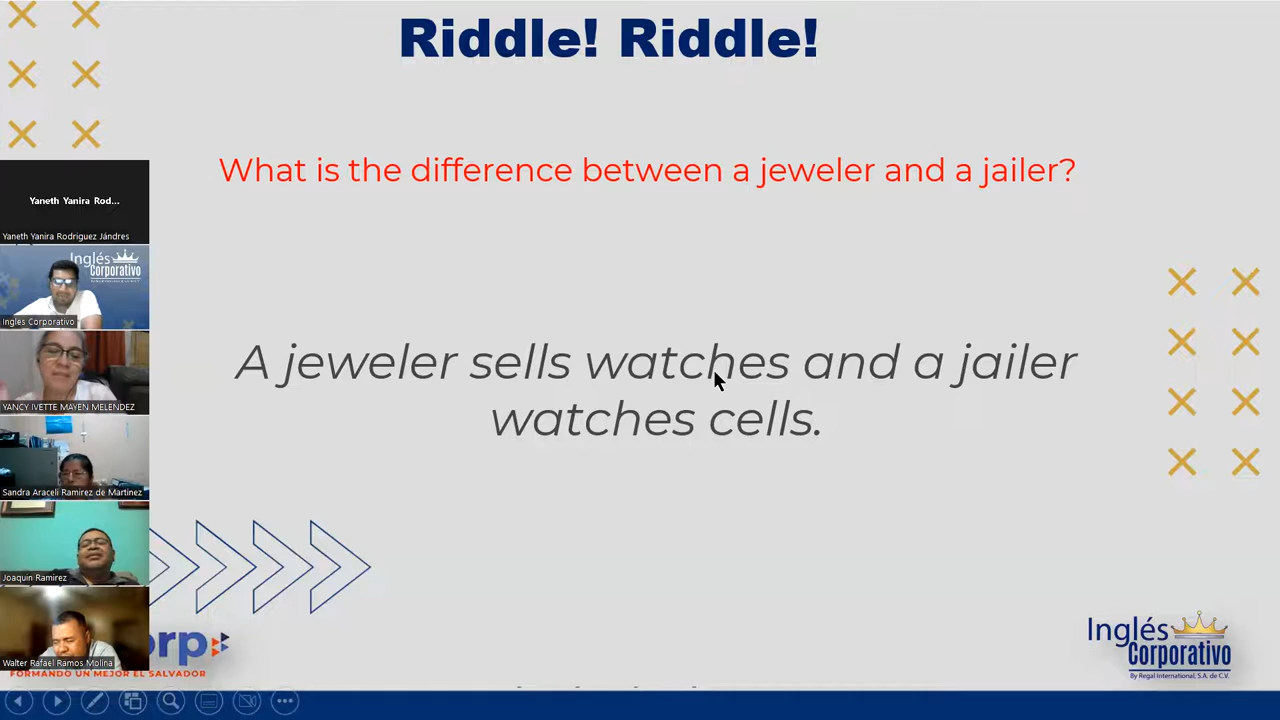 Riddle! Riddle!
What is the difference between a jeweler and a jailer?
A jeweler sells watches and a jailer
watches cells.
Yaneth Yanira Rod...
Yaneth Yanira Rodriguez Jándres
Inglés
Corporativo
Ingles Corporativo
YANCY IVETTE MAYEN MELENDEZ
Sandra Araceli Ramirez de Martinez
Joaquin Ramirez
Walter Rafael Ramos Molina
orp
FORMANDO UN MEJOR EL SALVADOR
Inglés
Corporativo
By Regal International, S.A. de C.V.